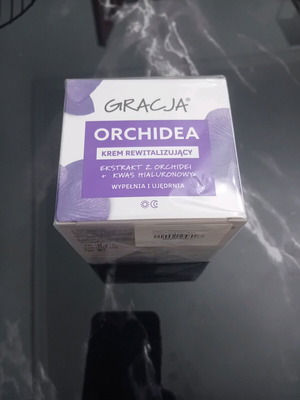 GRACJA®
ORCHIDEA
KREM REWITALIZUJĄCY
EKSTRAKT Z ORCHIDEI
+ KWAS HIALURONOWY
WYPEŁNIA I UJĘDRNIA